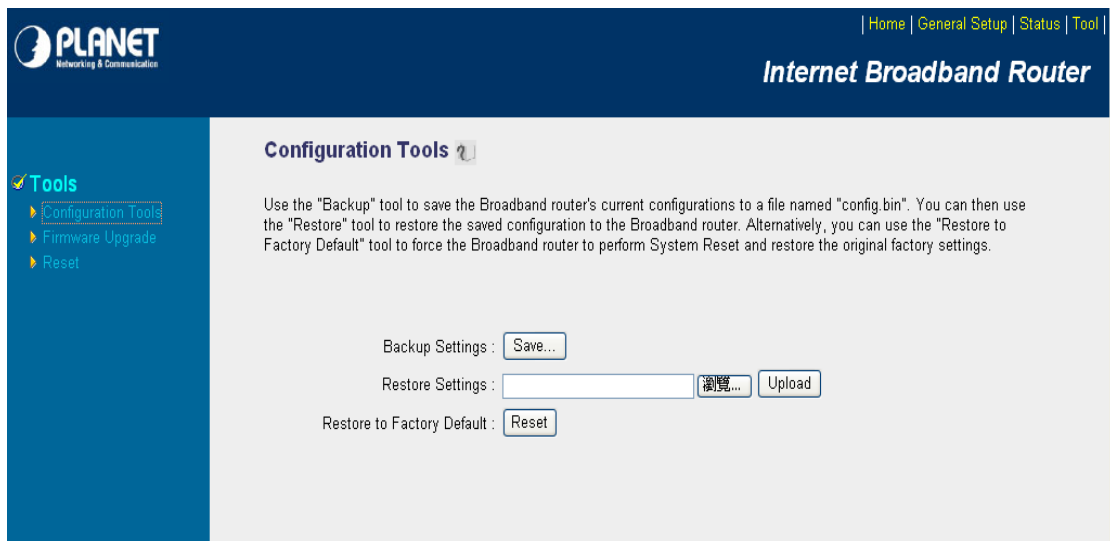 PLANET
Networking & Communication
| Home | General Setup | Status | Tool |
Internet Broadband Router
Tools
Configuration Tools
Firmware Upgrade
Reset
Configuration Tools
Use the "Backup" tool to save the Broadband router's current configurations to a file named "config.bin". You can then use
the "Restore" tool to restore the saved configuration to the Broadband router. Alternatively, you can use the "Restore to
Factory Default" tool to force the Broadband router to perform System Reset and restore the original factory settings.
Backup Settings : Save...
Restore Settings : 瀏覽... Upload
Restore to Factory Default : Reset